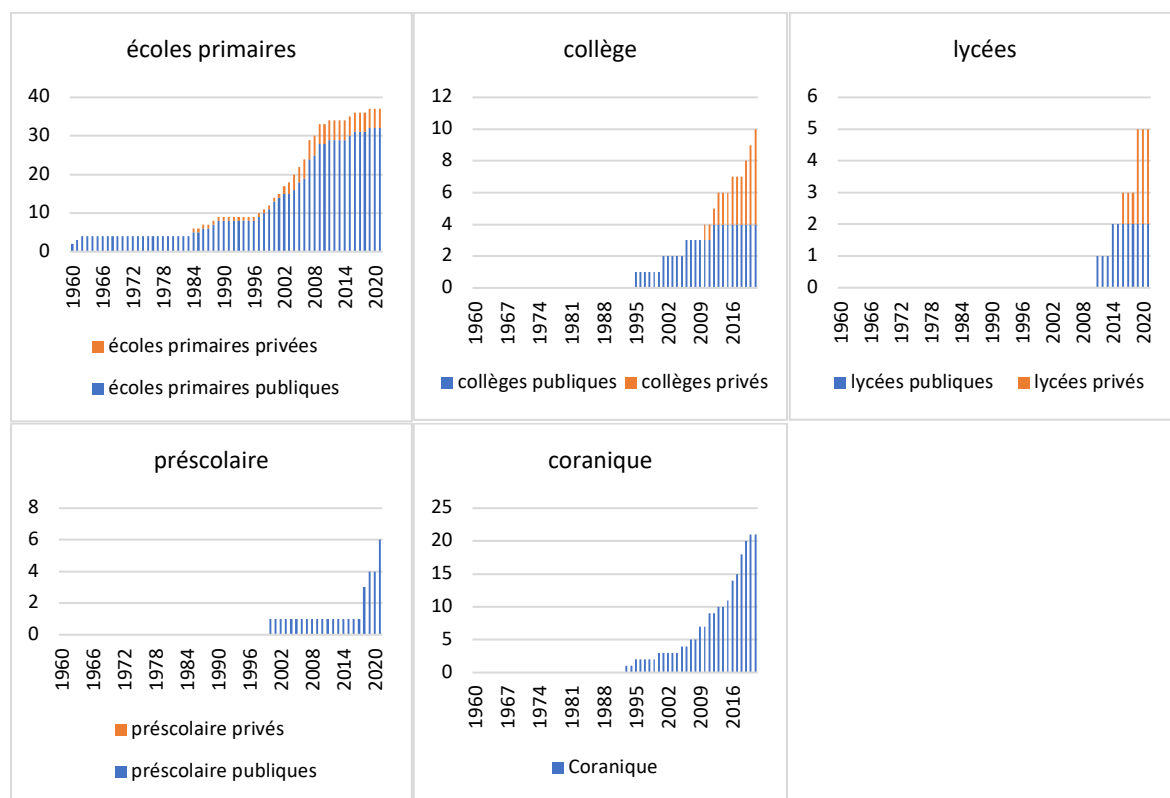 écoles primaires
40
30
20
10
0
1960 1966 1972 1978 1984 1990 1996 2002 2008 2014 2020
écoles primaires privées
écoles primaires publiques
collège
12
10
8
6
4
2
0
1960 1967 1974 1981 1988 1995 2002 2009 2016
collèges publiques collèges privés
lycées
6
5
4
3
2
1
0
1960 1966 1972 1978 1984 1990 1996 2002 2008 2014 2020
lycées publiques lycées privés
préscolaire
8
6
4
2
0
1960 1966 1972 1978 1984 1990 1996 2002 2008 2014 2020
préscolaire privés
préscolaire publiques
coranique
25
20
15
10
5
0
1960 1967 1974 1981 1988 1995 2002 2009 2016
Coranique